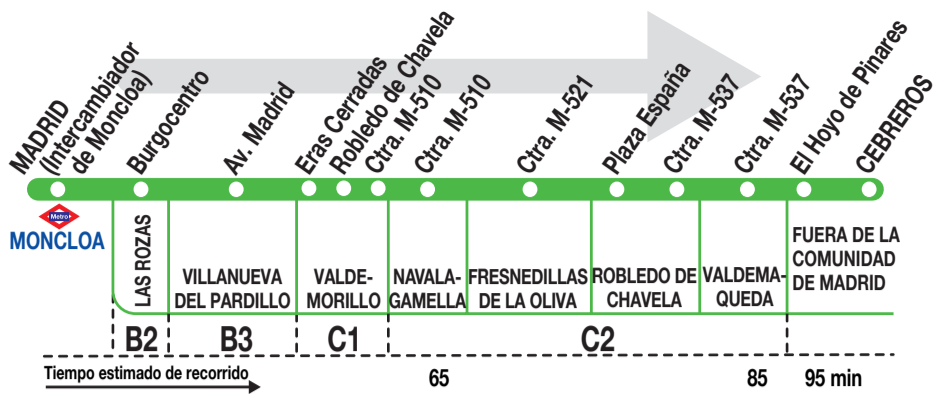 MADRID
(Intercambiador
de Moncloa)
Burgocentro
Av. Madrid
Eras Cerradas
Robledo de Chavela
Ctra. M-510
Ctra. M-510
Ctra. M-521
Plaza España
Ctra. M-537
Ctra. M-537
El Hoyo de Pinares
CEBREROS
Metro
MONCLOA
LAS ROZAS
VILLANUEVA
DEL PARDILLO
VALDE-
MORILLO
NAVALA-
GAMELLA
FRESNEDILLAS
DE LA OLIVA
ROBLEDO DE
CHAVELA
VALDEMA-
QUEDA
FUERA DE LA
COMUNIDAD
DE MADRID
B2 B3 C1 C2
Tiempo estimado de recorrido 65 85 95 min